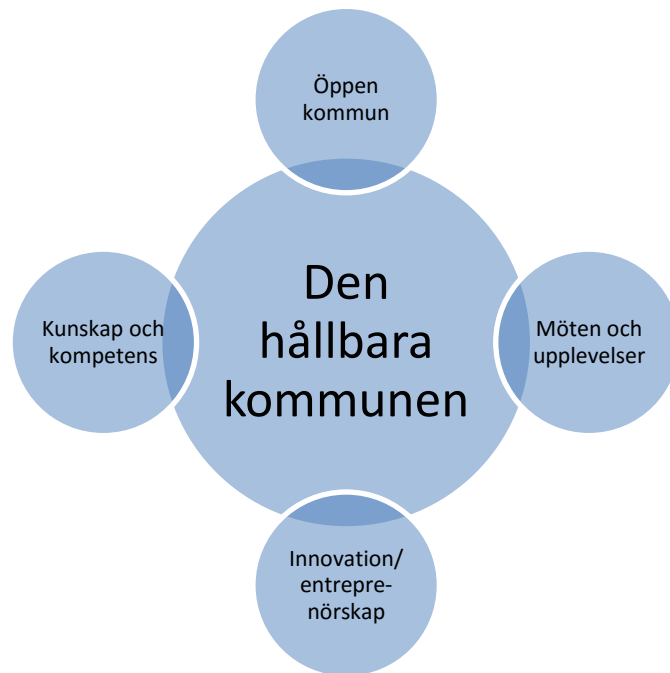 Öppen
kommun
Den
hållbara
kommunen
Kunskap och
kompetens
Möten och
upplevelser
Innovation/
entrepre-
nörskap